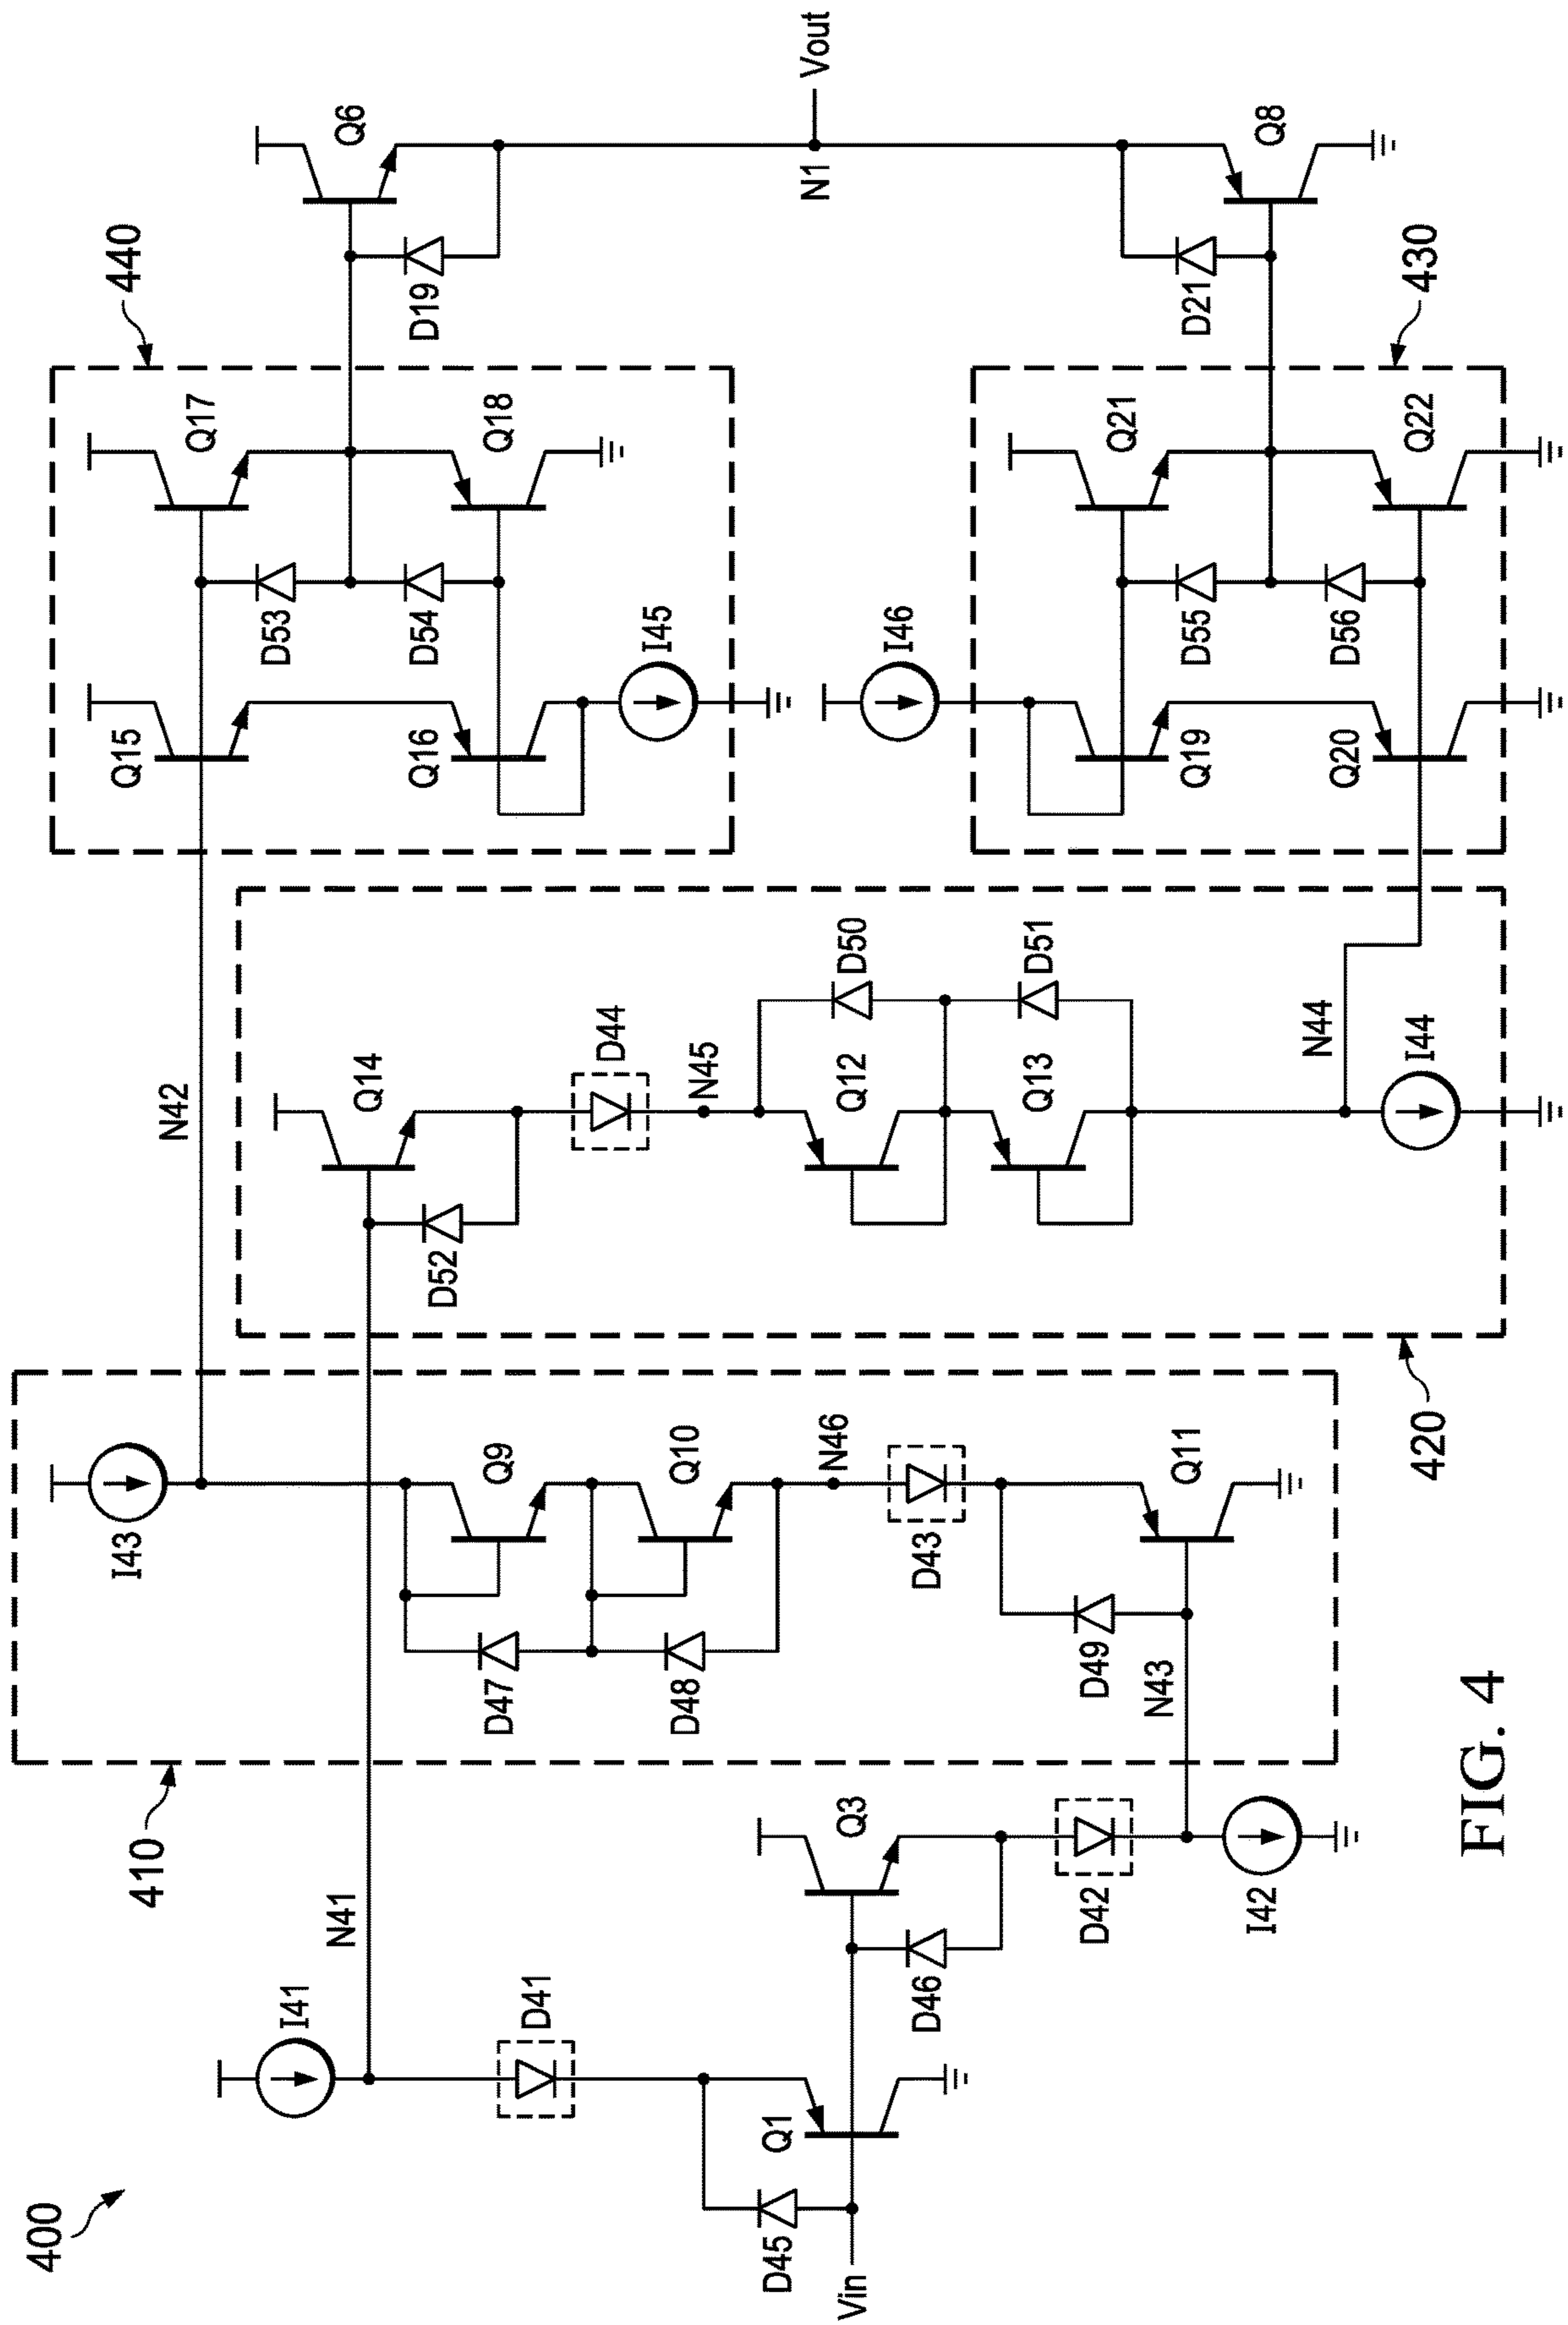 400
Vin
D45
Q1
I41
D41
N41
D46
Q3
D42
I42
410
I43
D47
D48
Q9
Q10
N46
D43
D49
N43
Q11
N42
420
D52
Q14
D44
N45
Q12
Q13
D50
D51
N44
I44
440
Q15
Q16
D53
D54
I45
Q17
Q18
430
I46
Q19
Q20
D55
D56
Q21
Q22
D19
Q6
D21
Q8
N1
Vout
FIG. 4